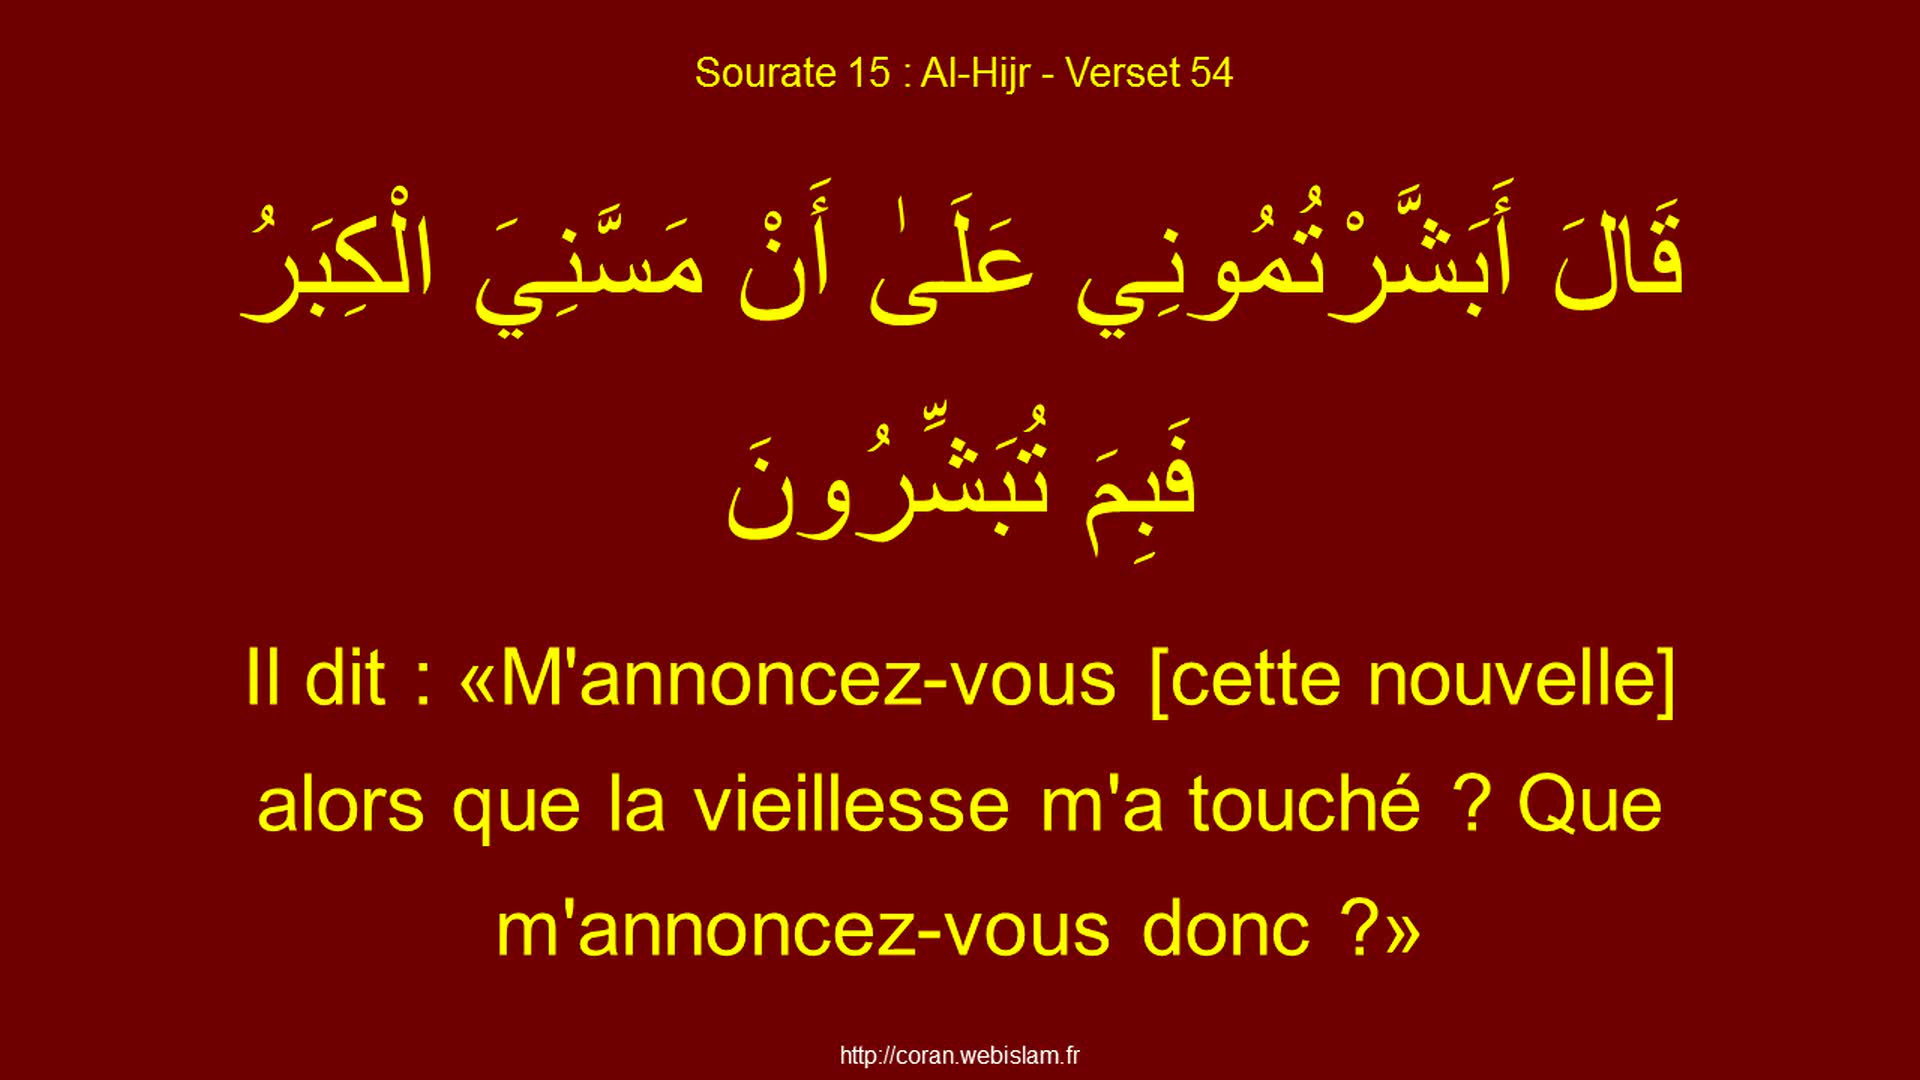 Sourate 15 : Al-Hijr - Verset 54
قَالَ أَبَشَّرْتُمُونِي عَلَىٰ أَنْ مَسَّنِيَ الْكِبَرُ
فَبِمَ تُبَشِّرُونَ
Il dit : «M'annoncez-vous [cette nouvelle]
alors que la vieillesse m'a touché ? Que
m'annoncez-vous donc ?»
http://coran.webislam.fr